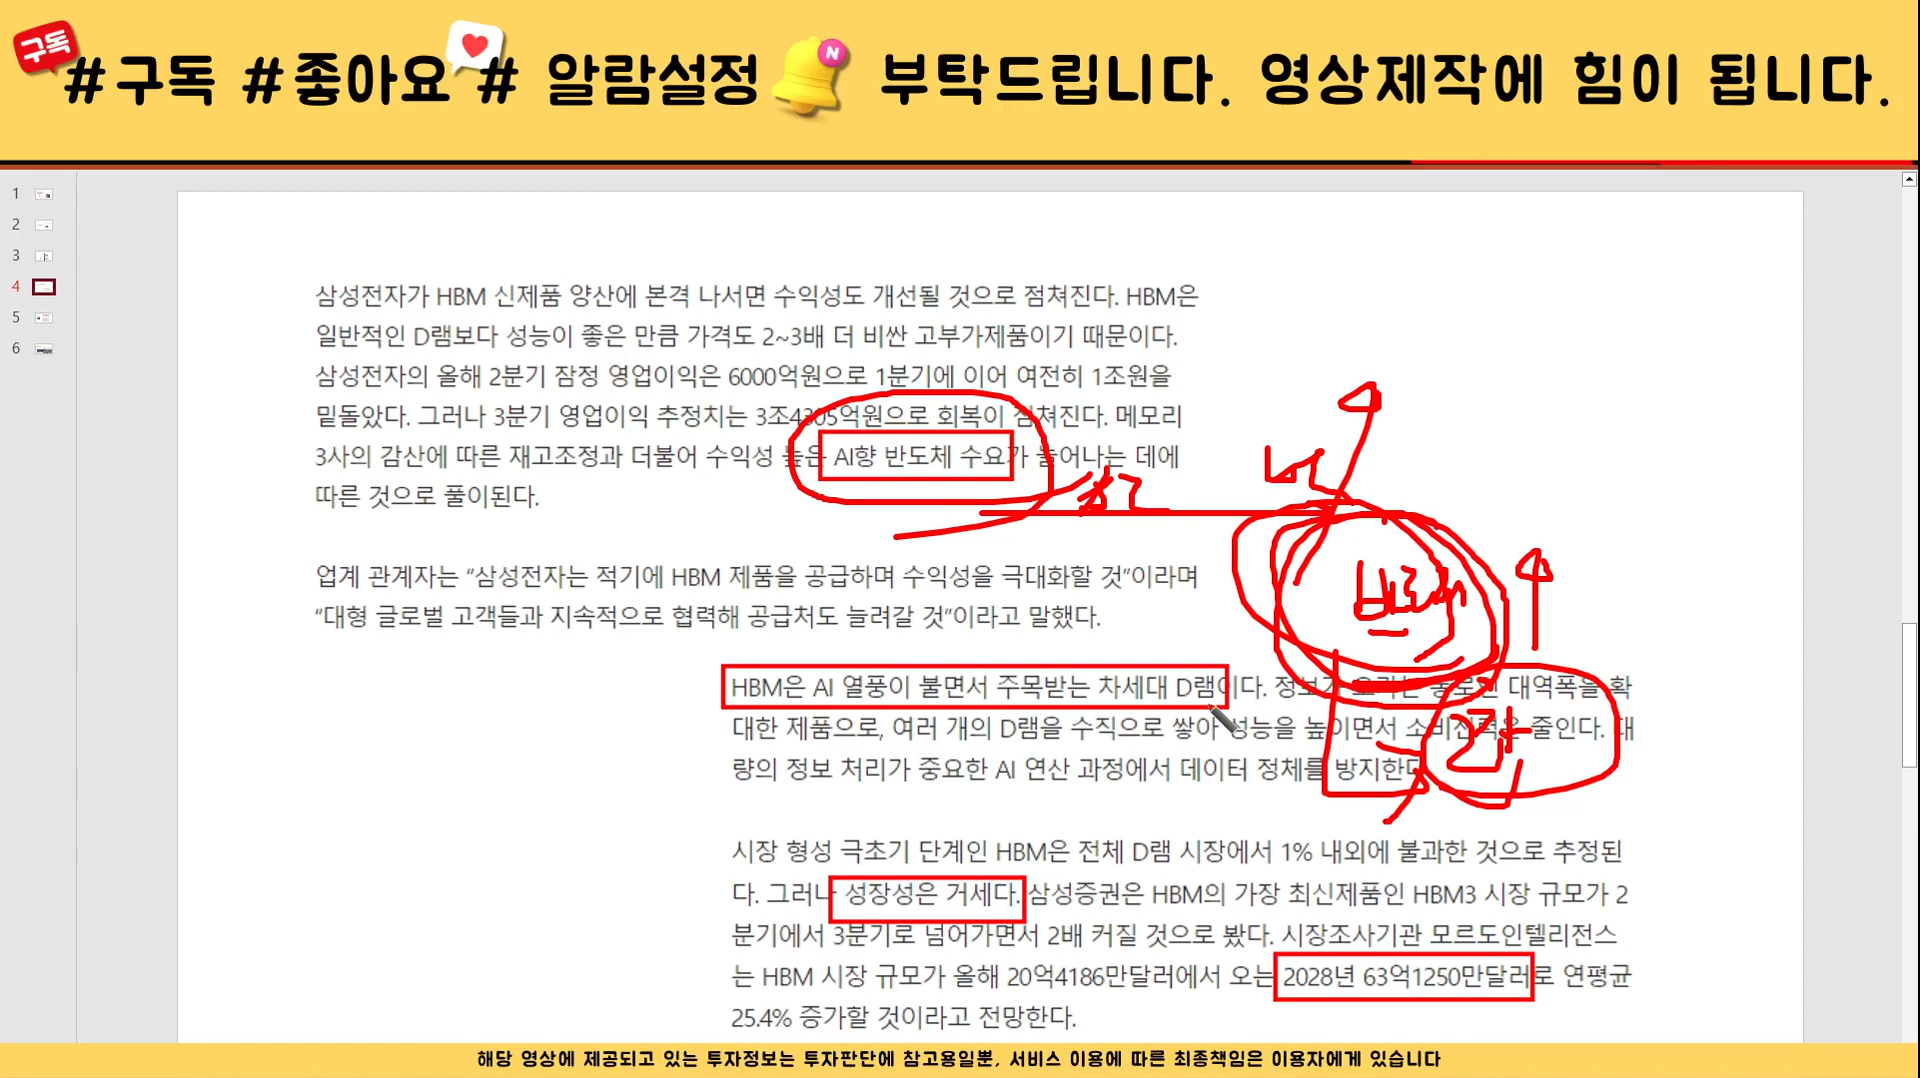 구독
#구독 #좋아요 # 알람설정 N 부탁드립니다. 영상제작에 힘이 됩니다.
1
2
3
4
5
6
삼성전자가 HBM 신제품 양산에 본격 나서면 수익성도 개선될 것으로 점쳐진다. HBM은
일반적인 D램보다 성능이 좋은 만큼 가격도 2~3배 더 비싼 고부가제품이기 때문이다.
삼성전자의 올해 2분기 잠정 영업이익은 6000억원으로 1분기에 이어 여전히 1조원을
밑돌았다. 그러나 3분기 영업이익 추정치는 3조4305억원으로 회복이 점쳐진다. 메모리
3사의 감산에 따른 재고조정과 더불어 수익성 높은 AI향 반도체 수요가 늘어나는 데에
따른 것으로 풀이된다.
업계 관계자는 “삼성전자는 적기에 HBM 제품을 공급하며 수익성을 극대화할 것”이라며
“대형 글로벌 고객들과 지속적으로 협력해 공급처도 늘려갈 것”이라고 말했다.
HBM은 AI 열풍이 불면서 주목받는 차세대 D램이다. 정보가 오가는 통로인 대역폭을 확
대한 제품으로, 여러 개의 D램을 수직으로 쌓아 성능을 높이면서 소비전력은 줄인다. 대
량의 정보 처리가 중요한 AI 연산 과정에서 데이터 정체를 방지한다
시장 형성 극초기 단계인 HBM은 전체 D램 시장에서 1% 내외에 불과한 것으로 추정된
다. 그러나 성장성은 거세다. 삼성증권은 HBM의 가장 최신제품인 HBM3 시장 규모가 2
분기에서 3분기로 넘어가면서 2배 커질 것으로 봤다. 시장조사기관 모르도인텔리전스
는 HBM 시장 규모가 올해 20억4186만달러에서 오는 2028년 63억1250만달러로 연평균
25.4% 증가할 것이라고 전망한다.
해당 영상에 제공되고 있는 투자정보는 투자판단에 참고용일뿐, 서비스 이용에 따른 최종책임은 이용자에게 있습니다